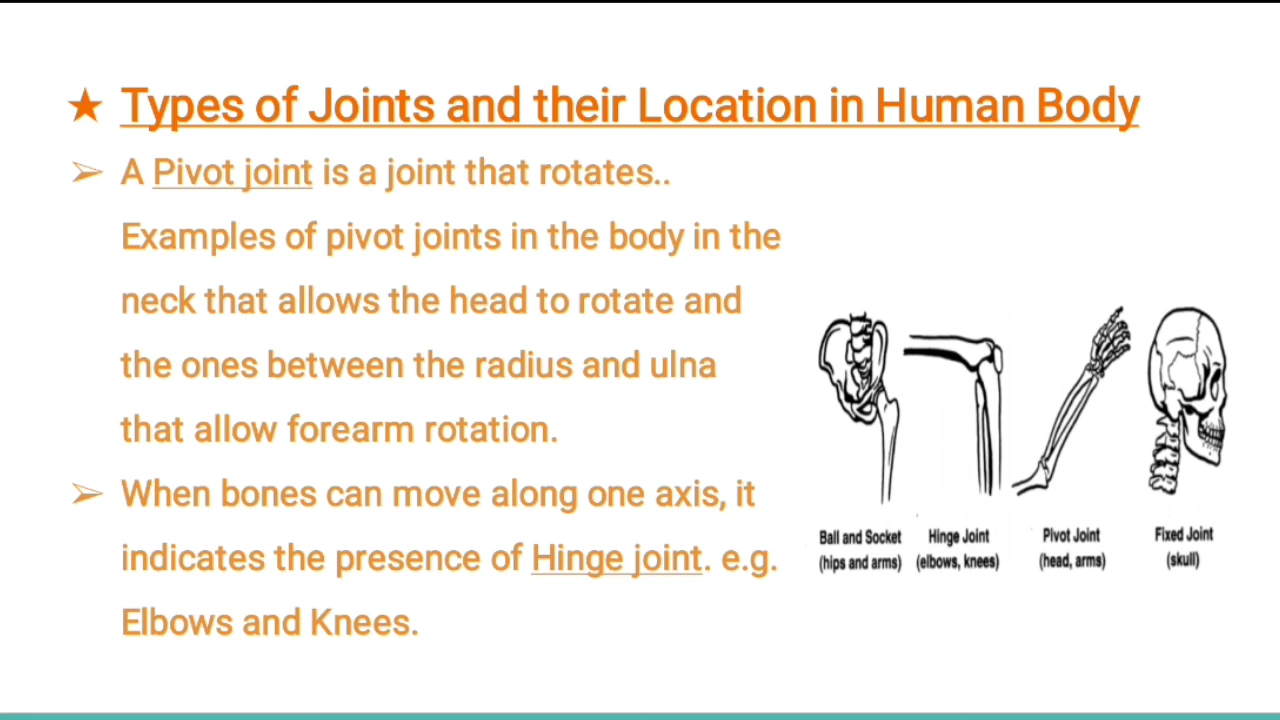 ★ Types of Joints and their Location in Human Body
➢ A Pivot joint is a joint that rotates..
Examples of pivot joints in the body in the
neck that allows the head to rotate and
the ones between the radius and ulna
that allow forearm rotation.
➢ When bones can move along one axis, it
indicates the presence of Hinge joint. e.g.
Elbows and Knees.
Ball and Socket
(hips and arms)
Hinge Joint
(elbows, knees)
Pivot Joint
(head, arms)
Fixed Joint
(skull)